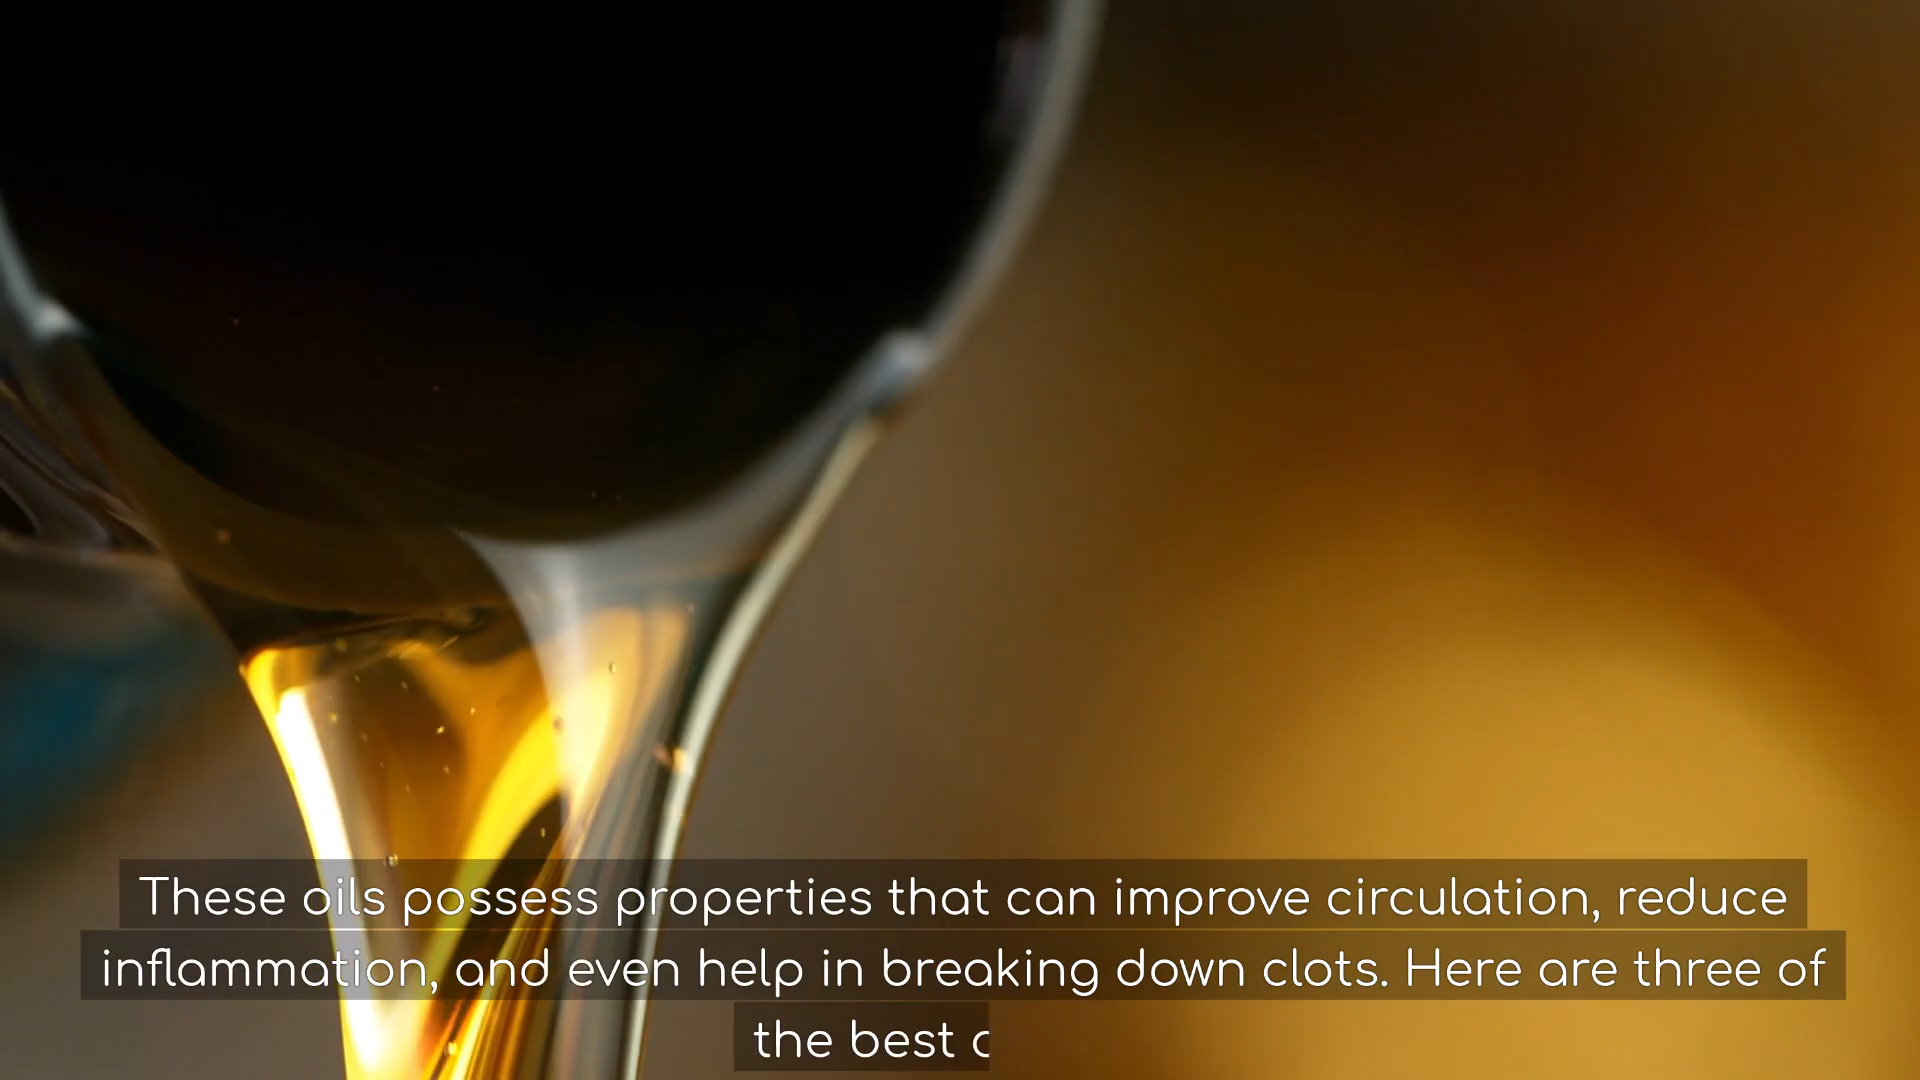 These oils possess properties that can improve circulation, reduce
inflammation, and even help in breaking down clots. Here are three of
the best